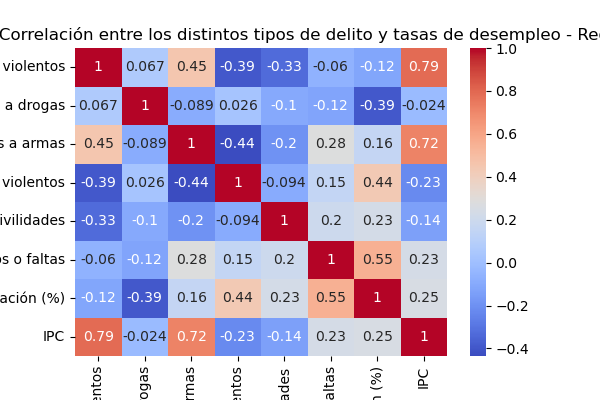 Correlación entre los distintos tipos de delito y tasas de desempleo - Re
violentos 1 0.067 0.45 -0.39 -0.33 -0.06 -0.12 0.79
a drogas 0.067 1 -0.089 0.026 -0.1 -0.12 -0.39 -0.024
s a armas 0.45 -0.089 1 -0.44 -0.2 0.28 0.16 0.72
violentos -0.39 0.026 -0.44 1 -0.094 0.15 0.44 -0.23
ivilidades -0.33 -0.1 -0.2 -0.094 1 0.2 0.23 -0.14
os o faltas -0.06 -0.12 0.28 0.15 0.2 1 0.55 0.23
ación (%) -0.12 -0.39 0.16 0.44 0.23 0.55 1 0.25
IPC 0.79 -0.024 0.72 -0.23 -0.14 0.23 0.25 1
entos
rogas
rmas
entos
ades
altas
n (%)
IPC
1.0
0.8
0.6
0.4
0.2
0.0
−0.2
−0.4